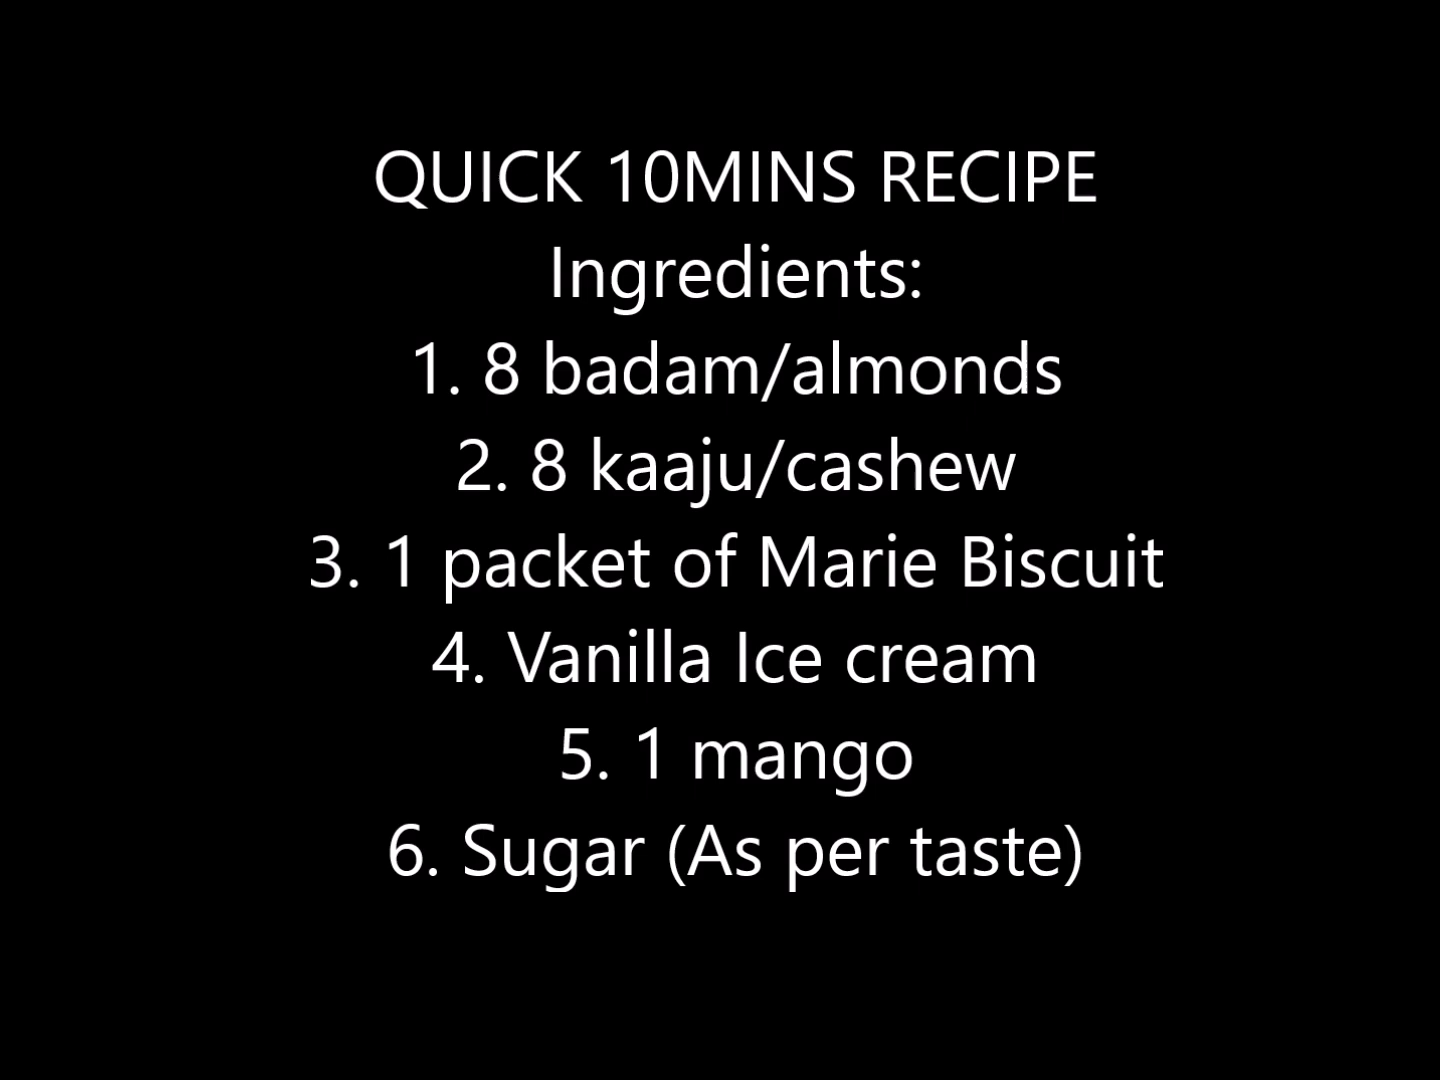 QUICK 10MINS RECIPE
Ingredients:
1. 8 badam/almonds
2. 8 kaaju/cashew
3. 1 packet of Marie Biscuit
4. Vanilla Ice cream
5. 1 mango
6. Sugar (As per taste)